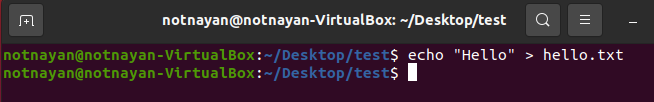 notnayan@notnayan-VirtualBox: ~/Desktop/test
notnayan@notnayan-VirtualBox:~/Desktop/test$ echo "Hello" > hello.txt
notnayan@notnayan-VirtualBox:~/Desktop/test$